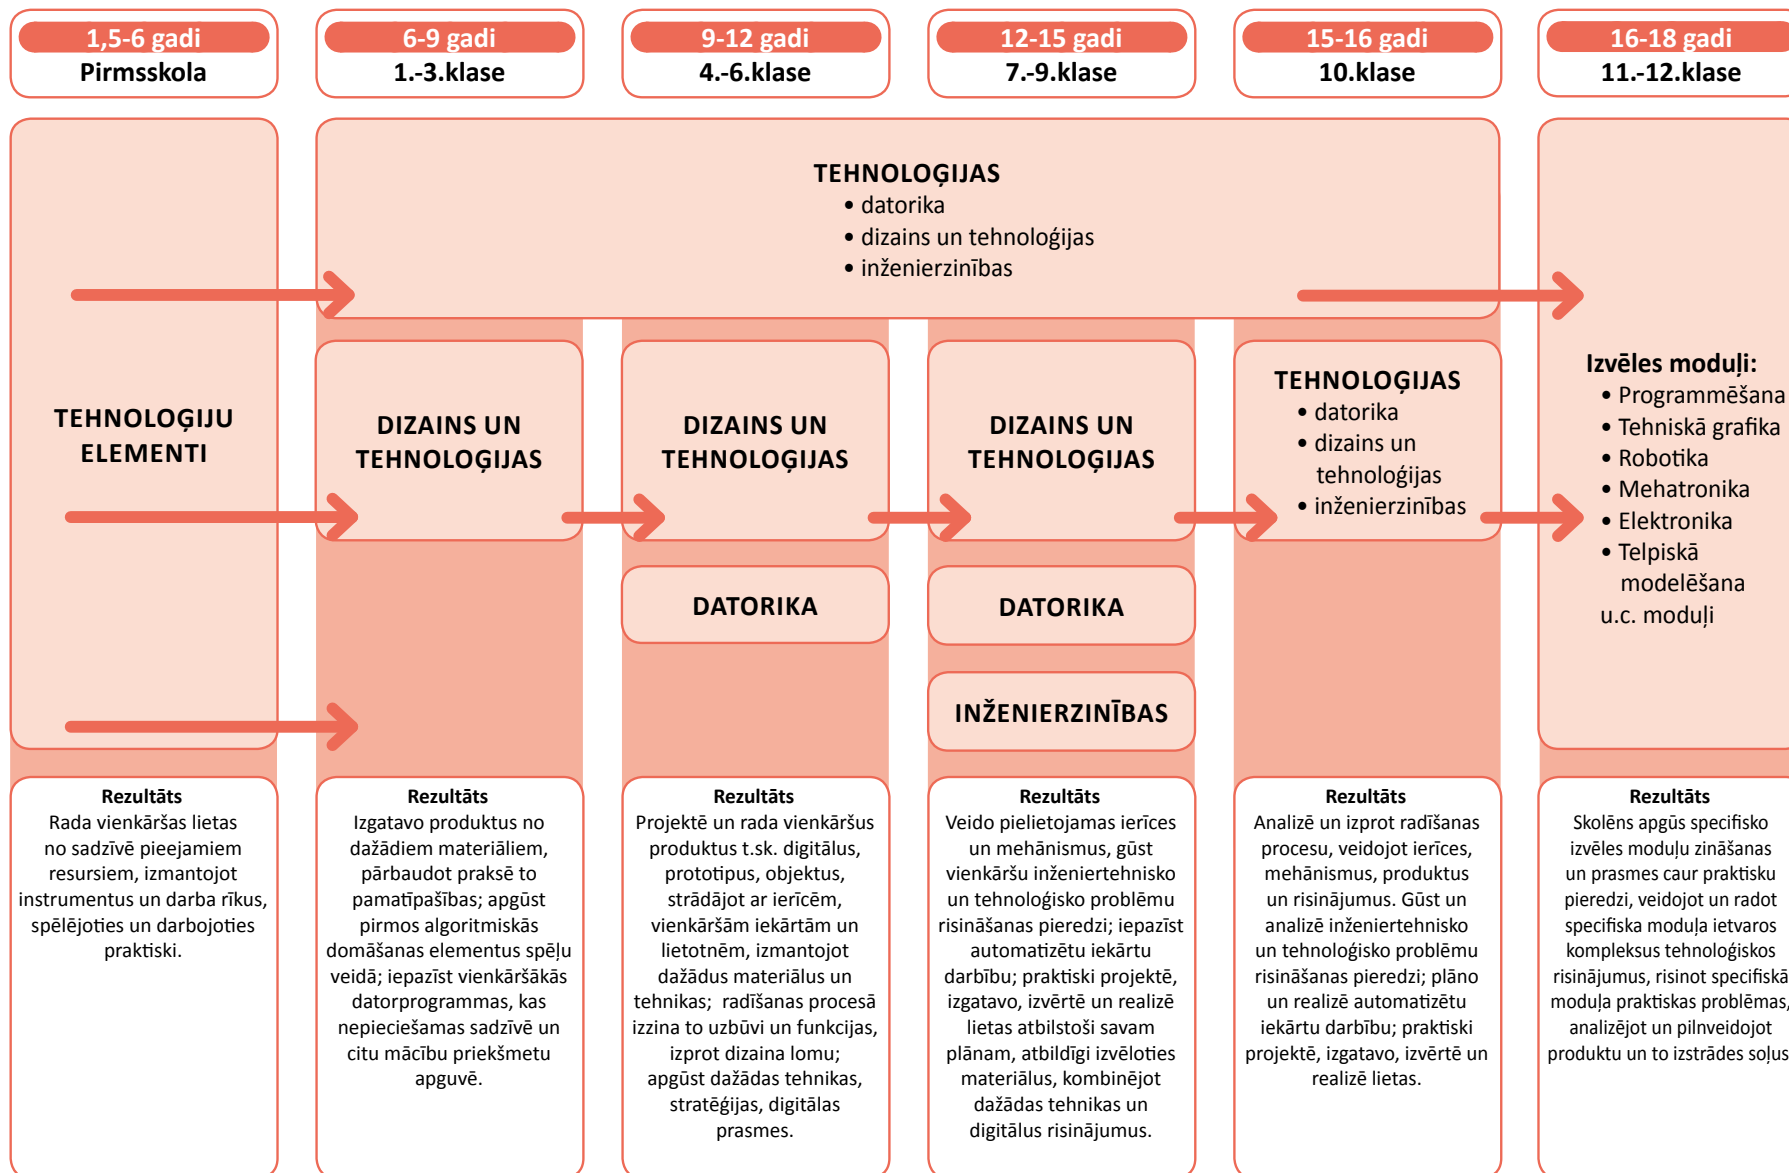 1,5-6 gadi
Pirmsskola
6-9 gadi
1.-3.klase
9-12 gadi
4.-6.klase
12-15 gadi
7.-9.klase
15-16 gadi
10.klase
16-18 gadi
11.-12.klase
TEHNOLOĢIJAS
• datorika
• dizains un tehnoloģijas
• inženierzinības
TEHNOLOĢIJU
ELEMENTI
DIZAINS UN
TEHNOLOĢIJAS
DIZAINS UN
TEHNOLOĢIJAS
DATORIKA
DIZAINS UN
TEHNOLOĢIJAS
DATORIKA
INŽENIERZINĪBAS
TEHNOLOĢIJAS
• datorika
• dizains un
tehnoloģijas
• inženierzinības
Izvēles moduļi:
• Programmēšana
• Tehniskā grafika
• Robotika
• Mehatronika
• Elektronika
• Telpiskā
modelēšana
u.c. moduļi
Rezultāts
Rada vienkāršas lietas
no sadzīvē pieejamiem
resursiem, izmantojot
instrumentus un darba rīkus,
spēlējoties un darbojoties
praktiski.
Rezultāts
Izgatavo produktus no
dažādiem materiāliem,
pārbaudot praksē to
pamatīpašības; apgūst
pirmos algoritmiskās
domāšanas elementus spēļu
veidā; iepazīst vienkāršākās
datorprogrammas, kas
nepieciešamas sadzīvē un
citu mācību priekšmetu
apguvē.
Rezultāts
Projektē un rada vienkāršus
produktus t.sk. digitālus,
prototipus, objektus,
strādājot ar ierīcēm,
vienkāršām iekārtām un
lietotnēm, izmantojot
dažādus materiālus un
tehnikas; radīšanas procesā
izzina to uzbūvi un funkcijas,
izprot dizaina lomu;
apgūst dažādas tehnikas,
stratēģijas, digitālas
prasmes.
Rezultāts
Veido pielietojamas ierīces
un mehānismus, gūst
vienkāršu inženiertehnisko
un tehnoloģisko problēmu
risināšanas pieredzi; iepazīst
automatizētu iekārtu
darbību; praktiski projektē,
izgatavo, izvērtē un realizē
lietas atbilstoši savam
plānam, atbildīgi izvēloties
materiālus, kombinējot
dažādas tehnikas un
digitālus risinājumus.
Rezultāts
Analizē un izprot radīšanas
procesu, veidojot ierīces,
mehānismus, produktus
un risinājumus. Gūst un
analizē inženiertehnisko
un tehnoloģisko problēmu
risināšanas pieredzi; plāno
un realizē automatizētu
iekārtu darbību; praktiski
projektē, izgatavo, izvērtē un
realizē lietas.
Rezultāts
Skolēns apgūs specifisko
izvēles moduļu zināšanas
un prasmes caur praktisku
pieredzi, veidojot un radot
specifiska moduļa ietvaros
kompleksus tehnoloģiskos
risinājumus, risinot specifiskā
moduļa praktiskas problēmas,
analizējot un pilnveidojot
produktu un to izstrādes soļus